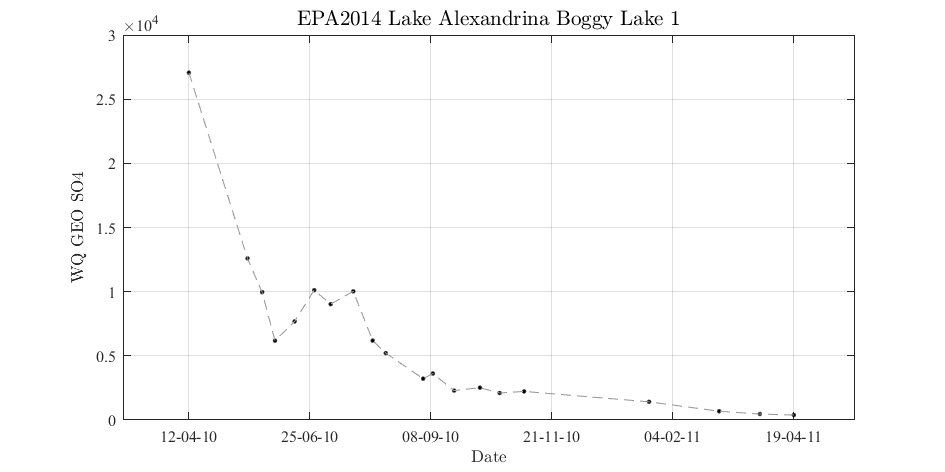 EPA2014 Lake Alexandrina Boggy Lake 1
×10⁴
3
2.5
2
1.5
1
0.5
0
WQ GEO SO4
12-04-10 25-06-10 08-09-10 21-11-10 04-02-11 19-04-11
Date